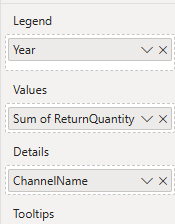 Legend
Year
Values
Sum of ReturnQuantity
Details
ChannelName
Tooltips